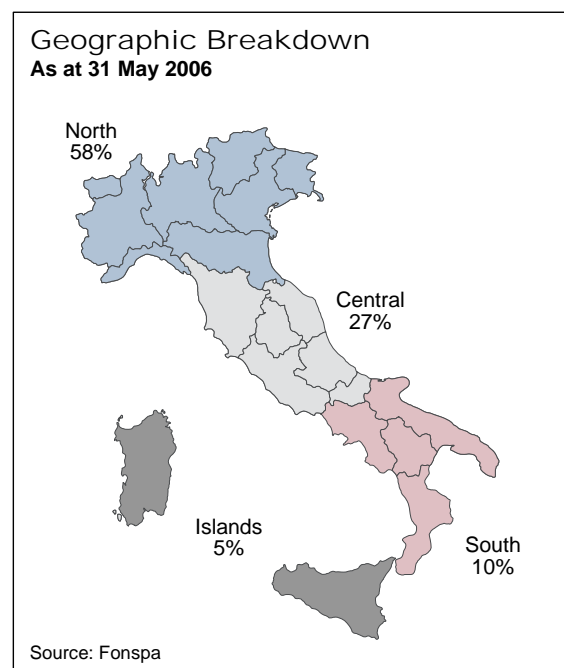 Geographic Breakdown
As at 31 May 2006
North
58%
Central
27%
Islands
5%
South
10%
Source: Fonspa